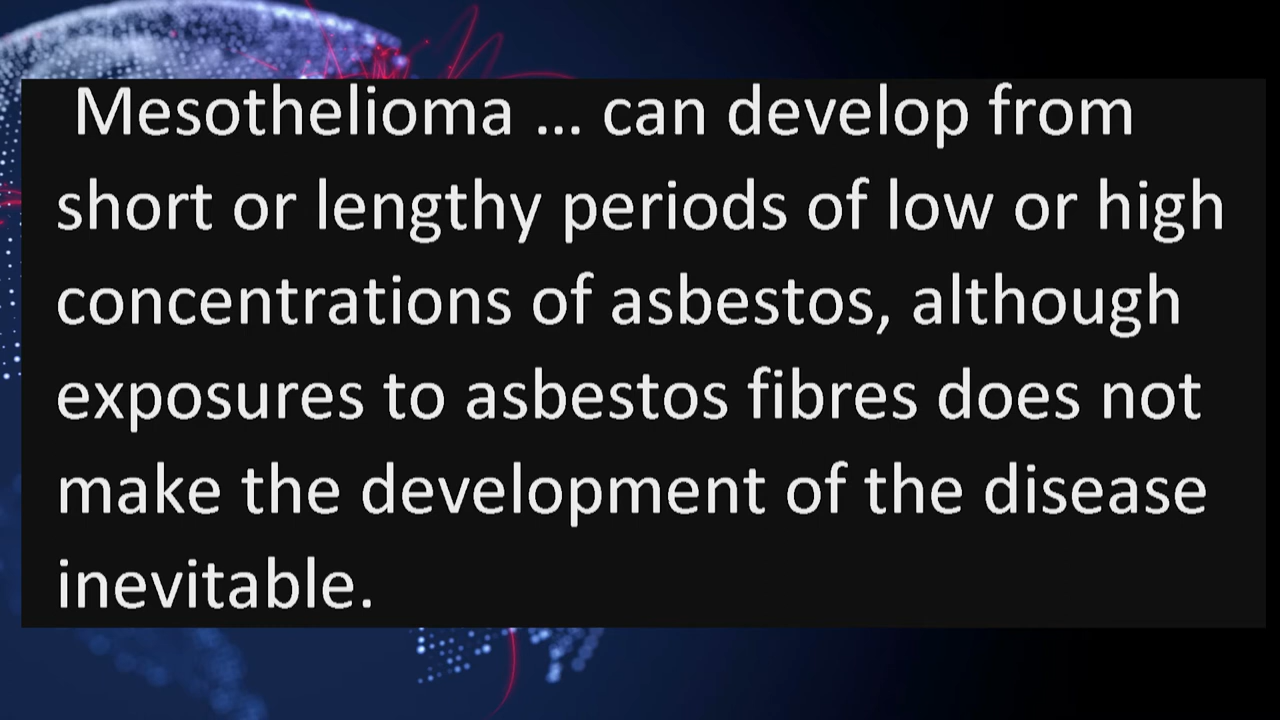 Mesothelioma ... can develop from
short or lengthy periods of low or high
concentrations of asbestos, although
exposures to asbestos fibres does not
make the development of the disease
inevitable.